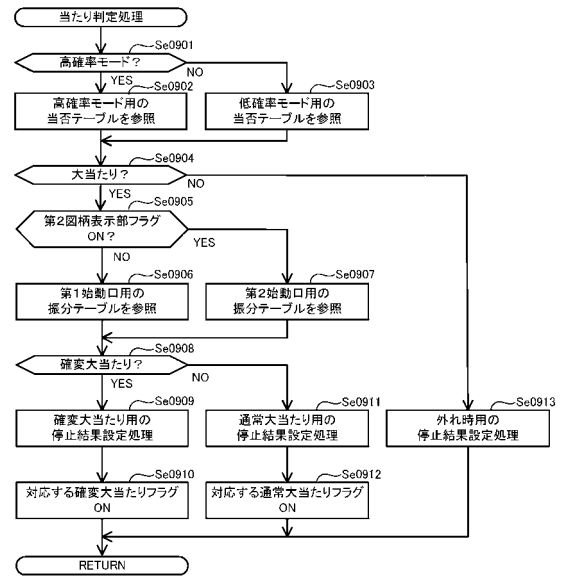 当たり判定処理
Se0901
高確率モード?
YES
NO
Se0902
高確率モード用の
当否テーブルを参照
Se0903
低確率モード用の
当否テーブルを参照
Se0904
大当たり?
YES
NO
Se0905
第2図柄表示部フラグ
ON?
NO
YES
Se0906
第1始動口用の
振分テーブルを参照
Se0907
第2始動口用の
振分テーブルを参照
Se0908
確変大当たり?
YES
NO
Se0909
確変大当たり用の
停止結果設定処理
Se0911
通常大当たり用の
停止結果設定処理
Se0913
外れ時用の
停止結果設定処理
Se0910
対応する確変大当たりフラグ
ON
Se0912
対応する通常大当たりフラグ
ON
RETURN